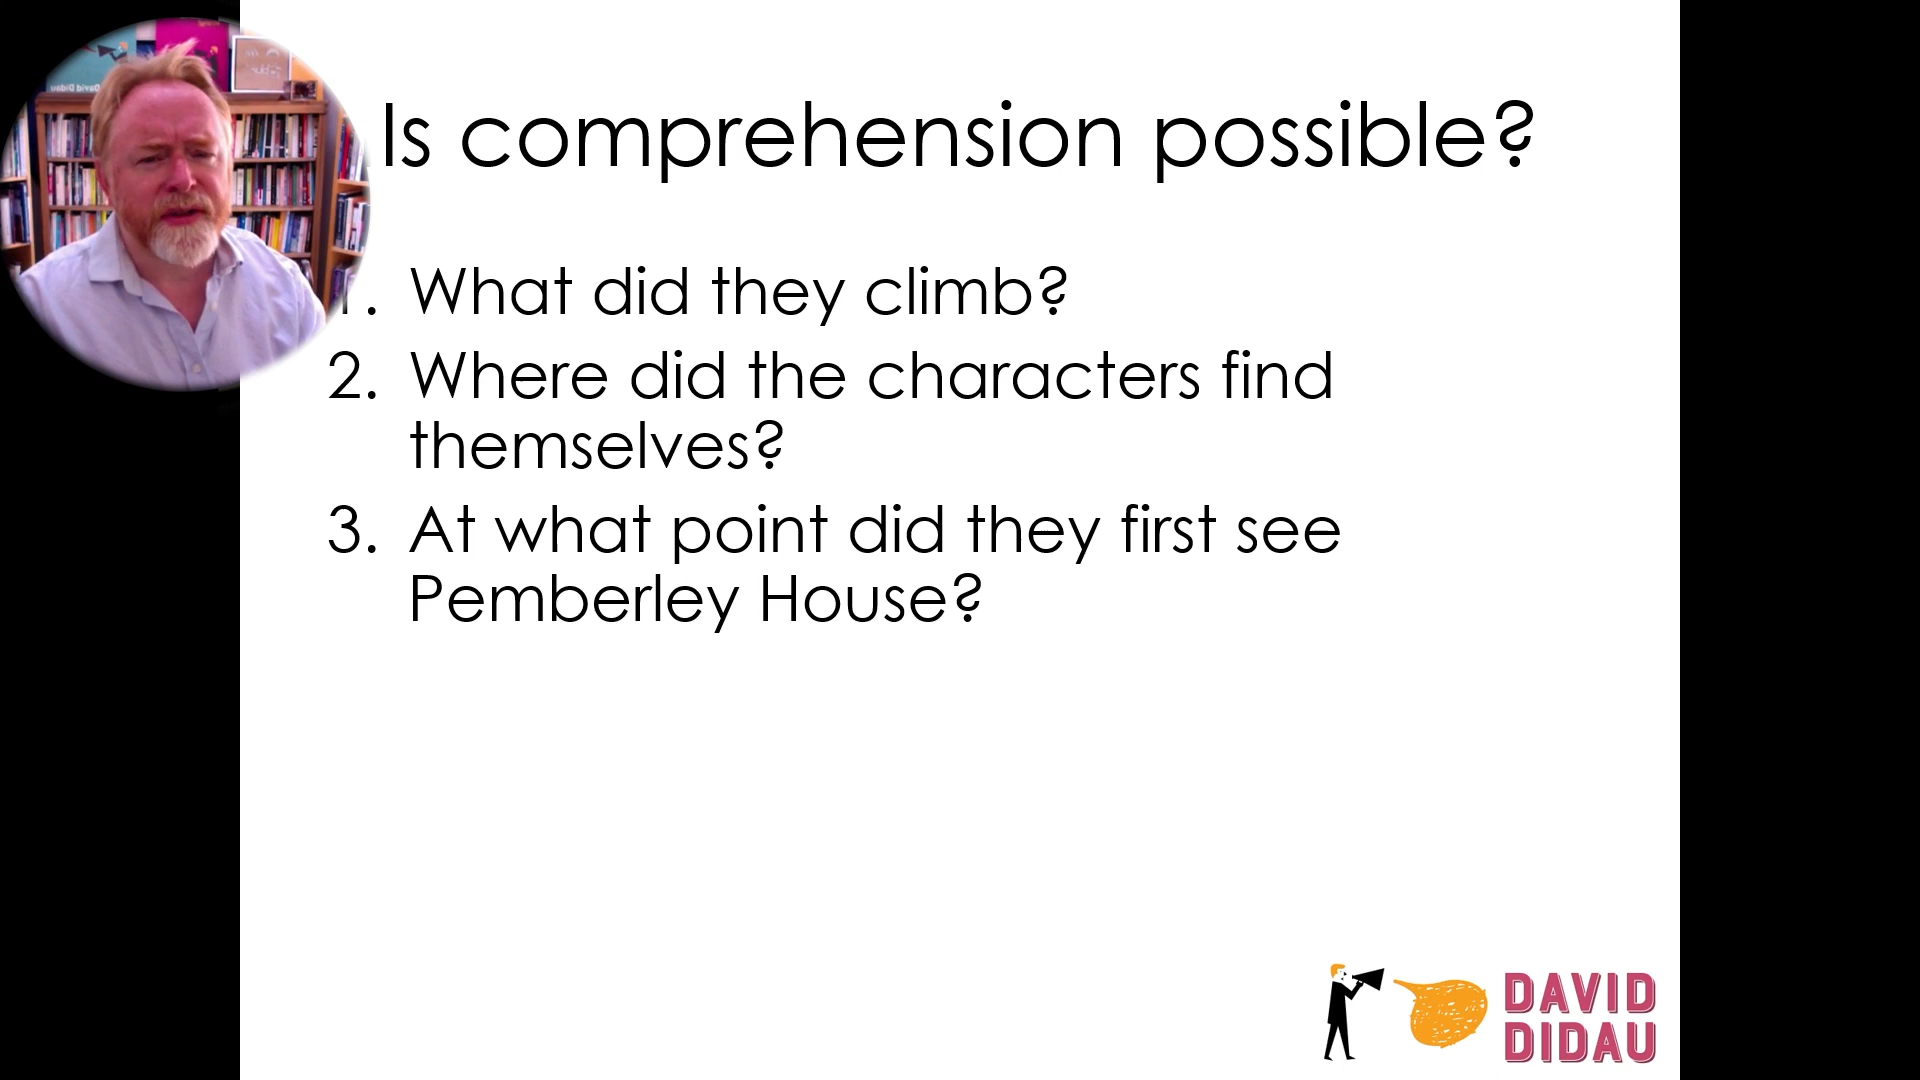 Is comprehension possible?
1. What did they climb?
2. Where did the characters find
themselves?
3. At what point did they first see
Pemberley House?
DAVID
DIDAU